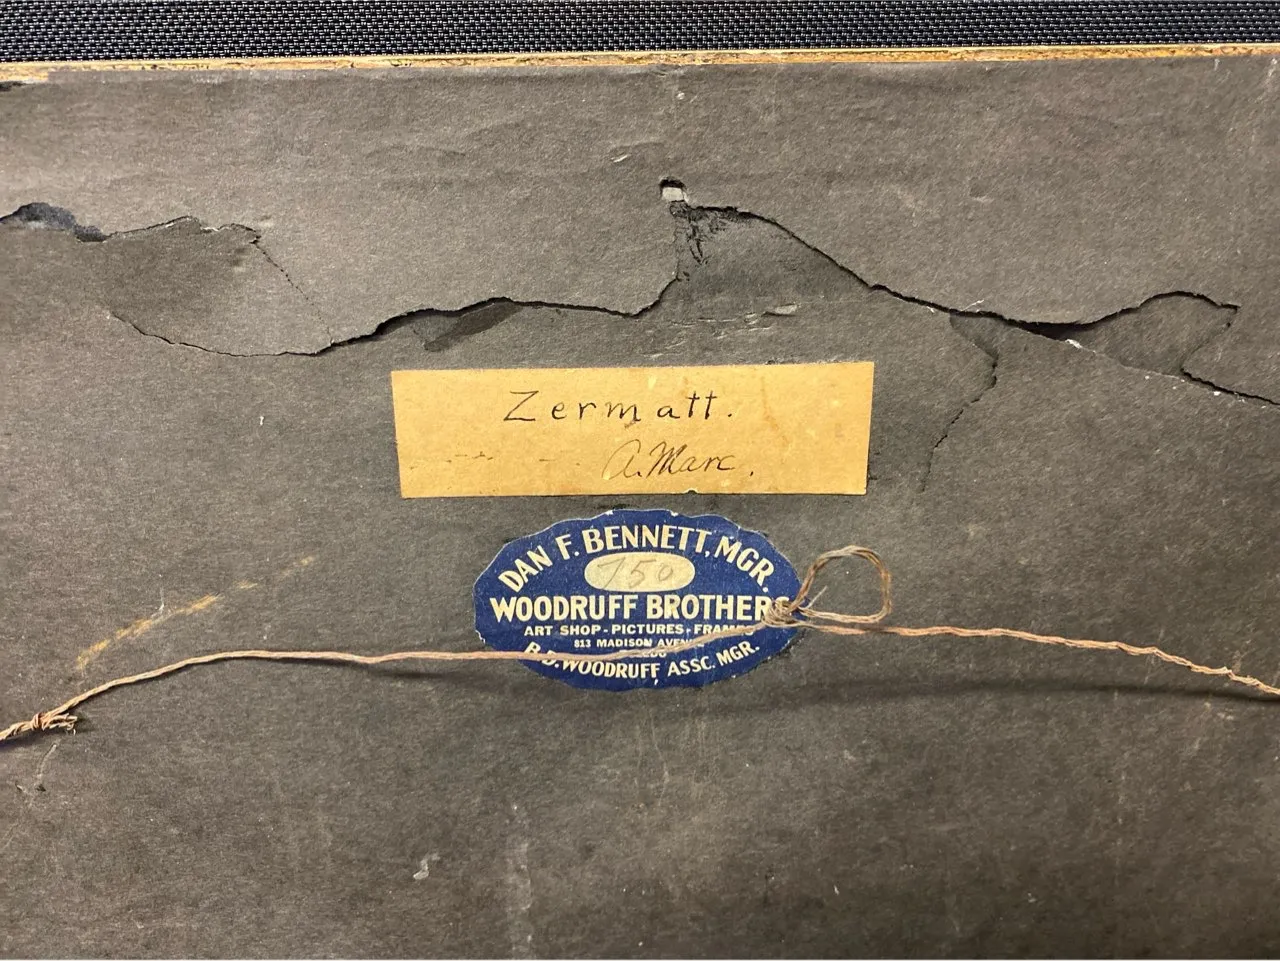 Zermatt.
A. Marc.
DAN F. BENNETT, MGR.
750
WOODRUFF BROTHERS
ART SHOP - PICTURES - FRAMES
813 MADISON AVENUE
B.D. WOODRUFF ASSC. MGR.